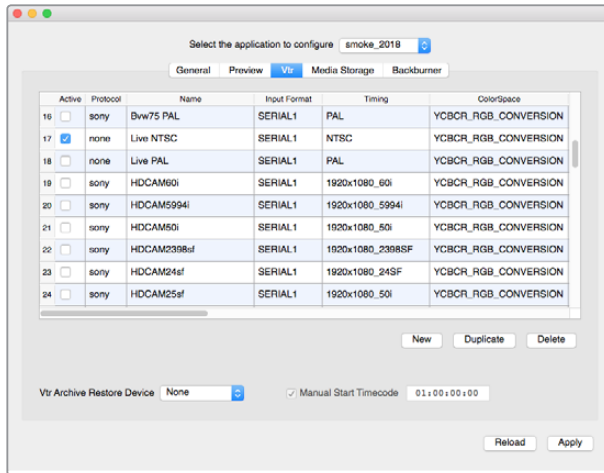 Select the application to configure smoke_2018
General Preview Vtr Media Storage Backburner
Active Protocol Name Input Format Timing ColorSpace
16 sony Bvw75 PAL SERIAL1 PAL YCBCR_RGB_CONVERSION
17 none Live NTSC SERIAL1 NTSC YCBCR_RGB_CONVERSION
18 none Live PAL SERIAL1 PAL YCBCR_RGB_CONVERSION
19 sony HDCAM60i SERIAL1 1920x1080_60i YCBCR_RGB_CONVERSION
20 sony HDCAM5994i SERIAL1 1920x1080_5994i YCBCR_RGB_CONVERSION
21 sony HDCAM50i SERIAL1 1920x1080_50i YCBCR_RGB_CONVERSION
22 sony HDCAM2398sf SERIAL1 1920x1080_2398SF YCBCR_RGB_CONVERSION
23 sony HDCAM24sf SERIAL1 1920x1080_24SF YCBCR_RGB_CONVERSION
24 sony HDCAM25sf SERIAL1 1920x1080_50i YCBCR_RGB_CONVERSION
New Duplicate Delete
Vtr Archive Restore Device None Manual Start Timecode 01:00:00:00
Reload Apply